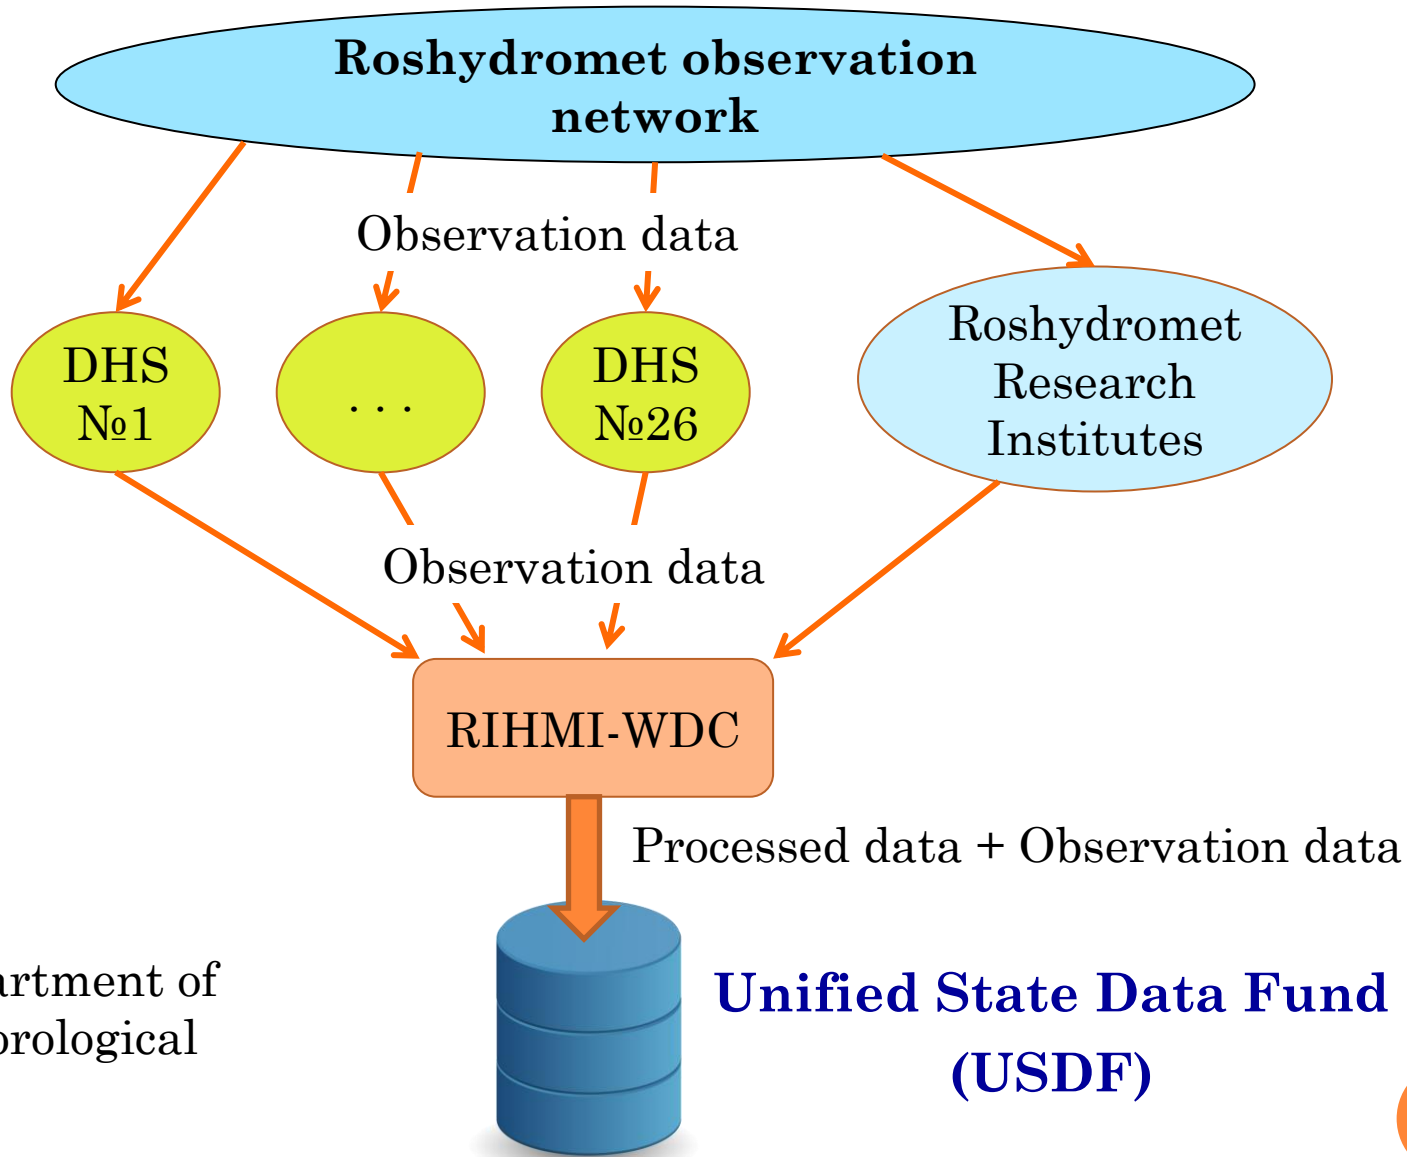 Roshydromet observation
network
Observation data
DHS
№1
. . .
DHS
№26
Roshydromet
Research
Institutes
Observation data
RIHMI-WDC
Processed data + Observation data
artment of
orological
Unified State Data Fund
(USDF)